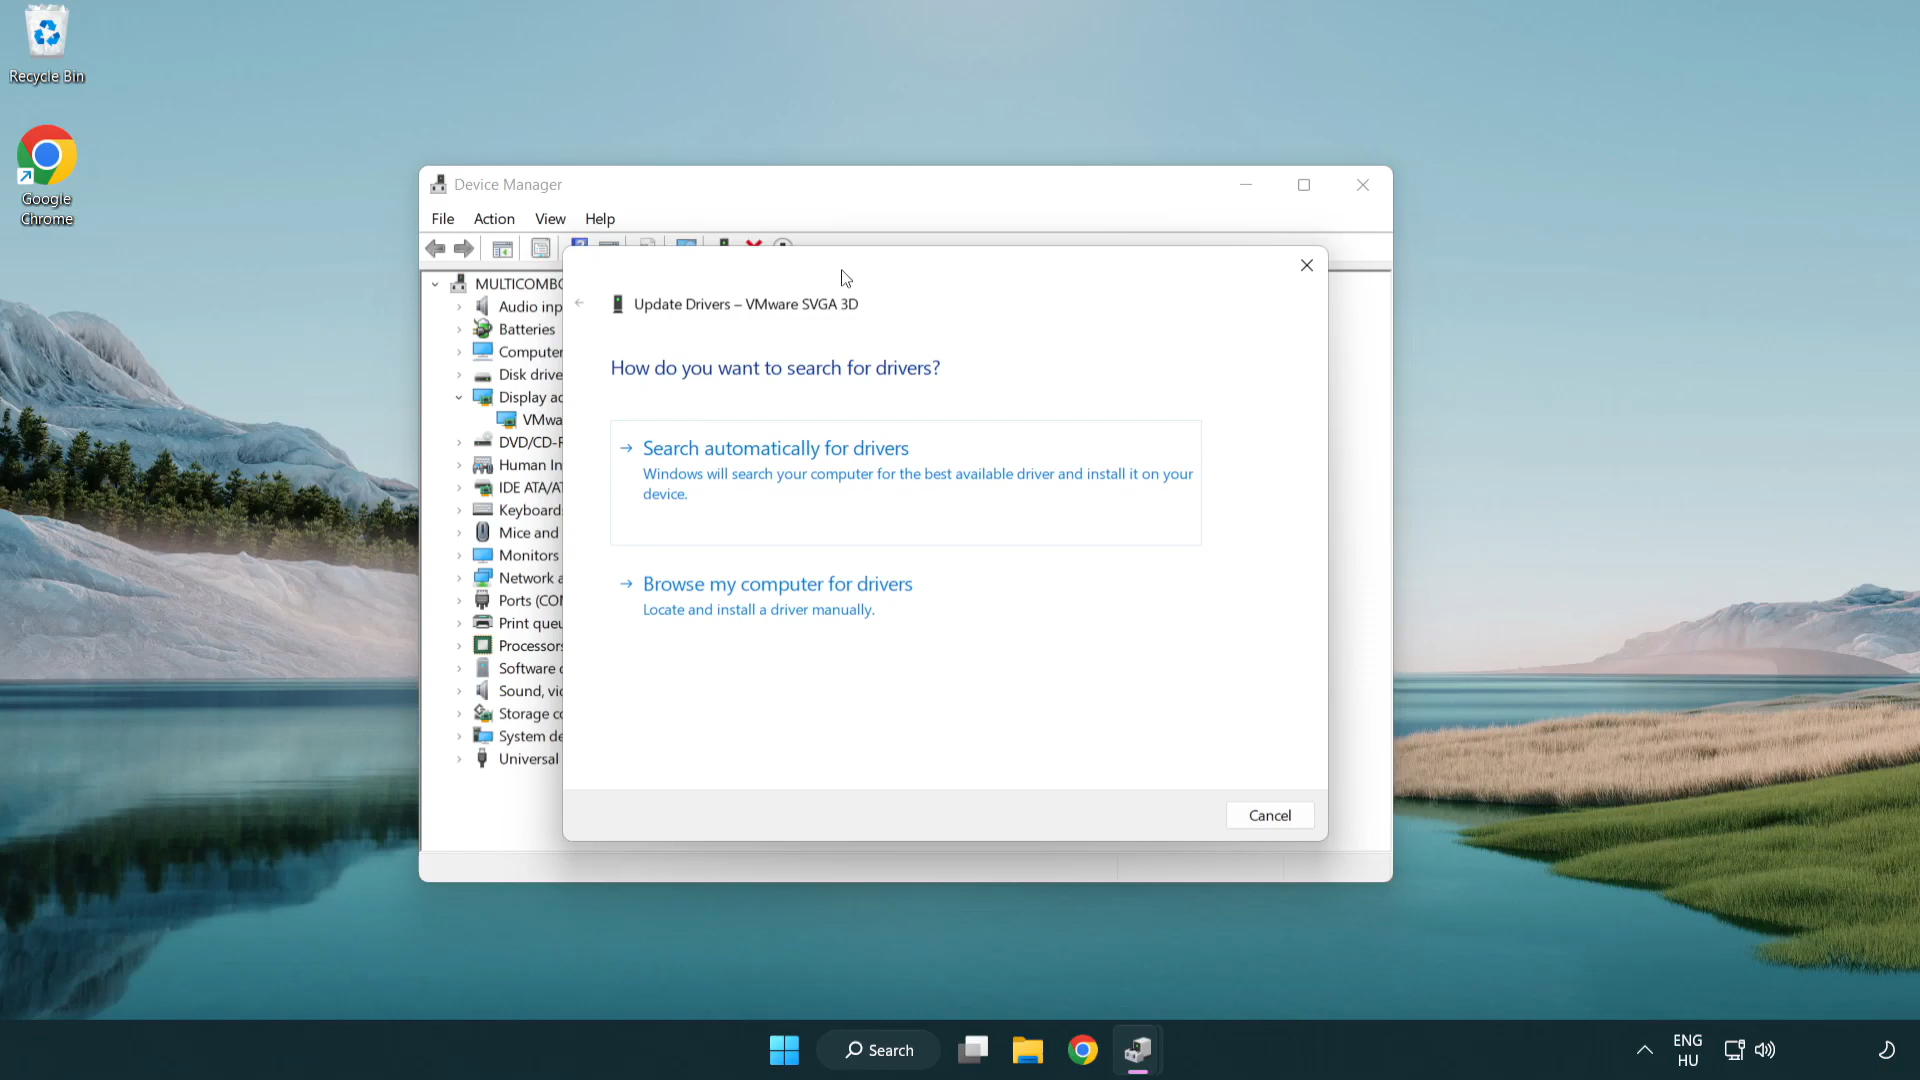 Recycle Bin
Google
Chrome
Device Manager
File Action View Help
MULTICOMBO
Audio inp
Batteries
Computer
Disk drive
Display ad
VMwa
DVD/CD-R
Human In
IDE ATA/AT
Keyboard
Mice and
Monitors
Network a
Ports (COM
Print queu
Processors
Software d
Sound, vid
Storage co
System de
Universal
Update Drivers – VMware SVGA 3D
How do you want to search for drivers?
Search automatically for drivers
Windows will search your computer for the best available driver and install it on your
device.
Browse my computer for drivers
Locate and install a driver manually.
Cancel
Search
ENG
HU